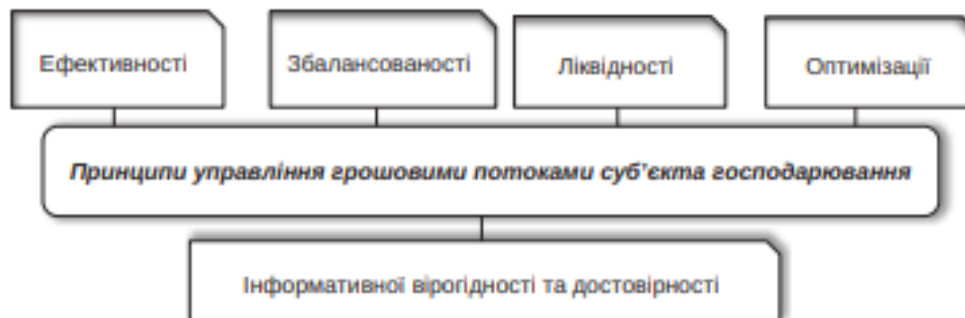 Ефективності
Збалансованості
Ліквідності
Оптимізації
Принципи управління грошовими потоками суб'єкта господарювання
Інформативної вірогідності та достовірності